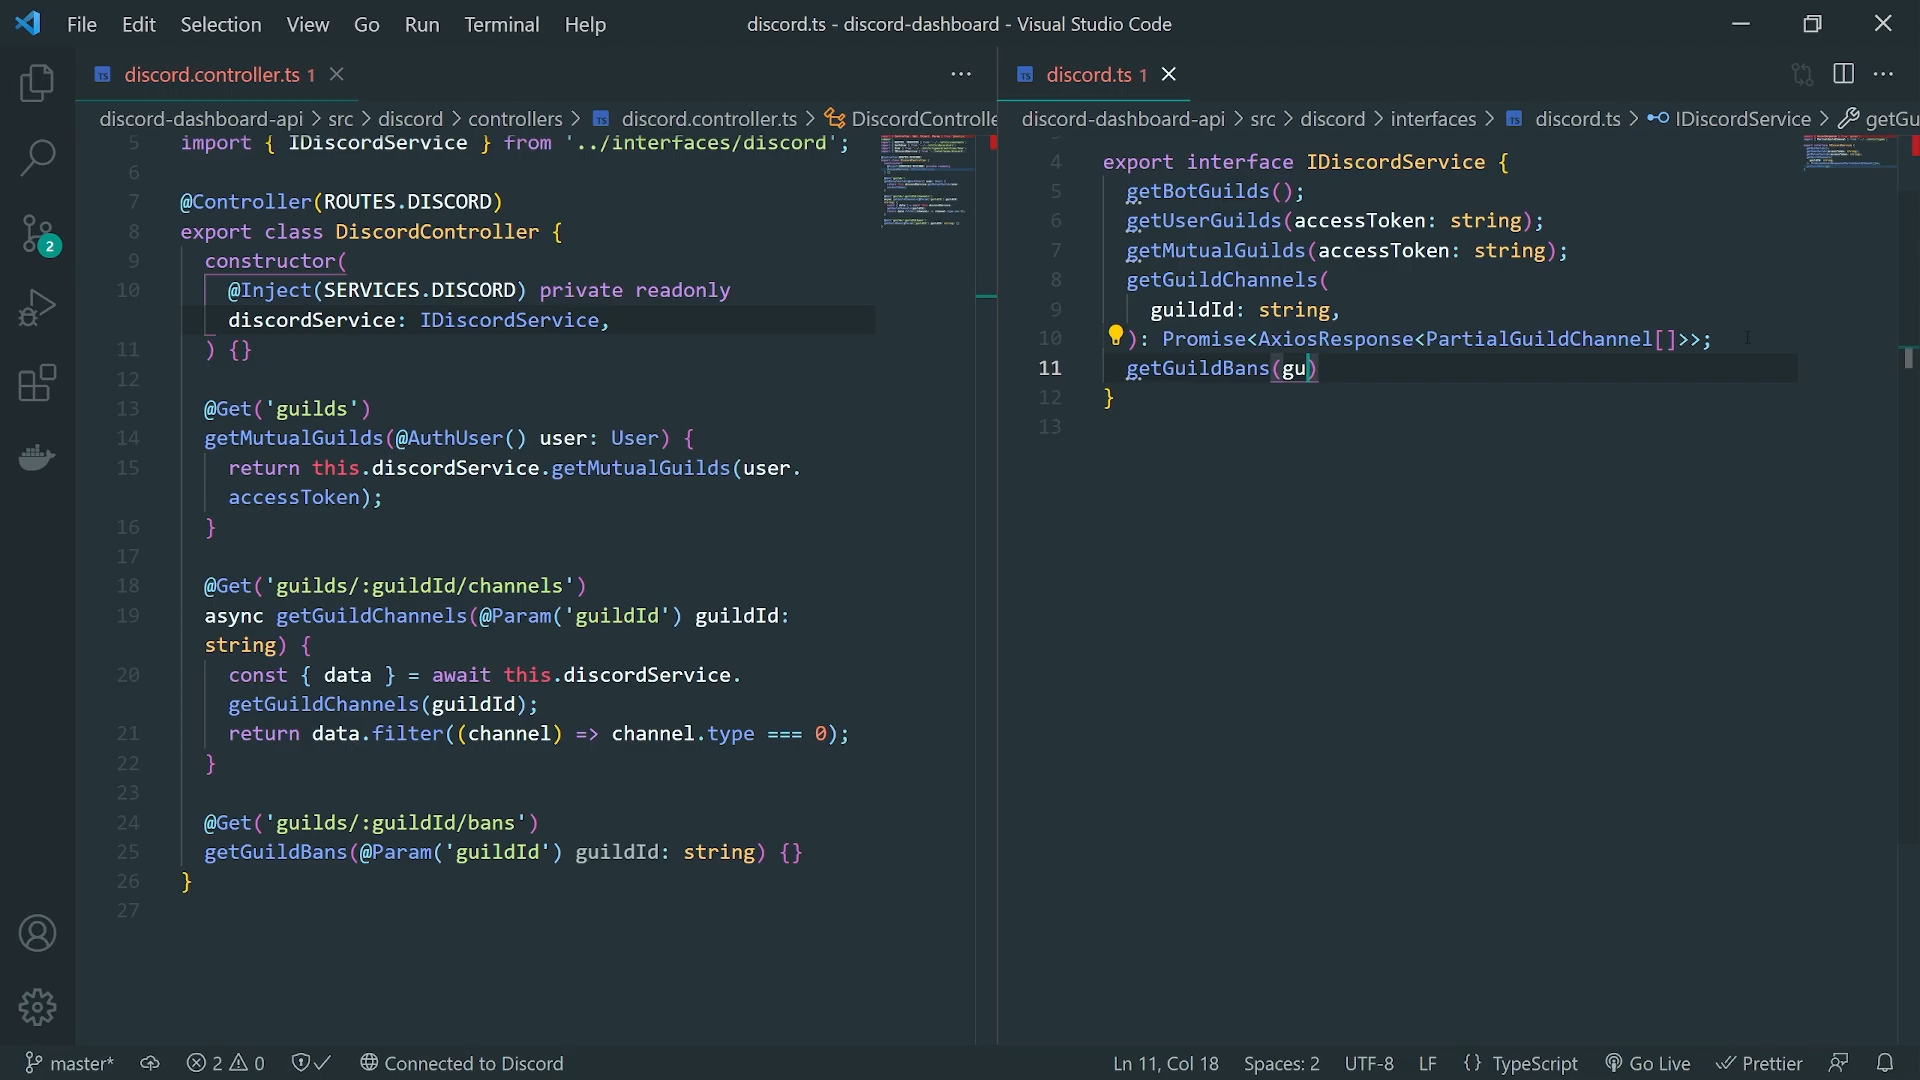 File Edit Selection View Go Run Terminal Help
discord.ts - discord-dashboard - Visual Studio Code
TS discord.controller.ts 1
discord-dashboard-api > src > discord > controllers > TS discord.controller.ts > DiscordControlle
5 import { IDiscordService } from '../interfaces/discord';
6
7 @Controller(ROUTES.DISCORD)
8 export class DiscordController {
9 constructor(
10 @Inject(SERVICES.DISCORD) private readonly
discordService: IDiscordService,
11 ) {}
12
13 @Get('guilds')
14 getMutualGuilds(@AuthUser() user: User) {
15 return this.discordService.getMutualGuilds(user.
accessToken);
16 }
17
18 @Get('guilds/:guildId/channels')
19 async getGuildChannels(@Param('guildId') guildId:
string) {
20 const { data } = await this.discordService.
getGuildChannels(guildId);
21 return data.filter((channel) => channel.type === 0);
22 }
23
24 @Get('guilds/:guildId/bans')
25 getGuildBans(@Param('guildId') guildId: string) {}
26 }
27
TS discord.ts 1
discord-dashboard-api > src > discord > interfaces > TS discord.ts > IDiscordService > getGu
4 export interface IDiscordService {
5 getBotGuilds();
6 getUserGuilds(accessToken: string);
7 getMutualGuilds(accessToken: string);
8 getGuildChannels(
9 guildId: string,
10 ): Promise<AxiosResponse<PartialGuildChannel[]>>;
11 getGuildBans(gu)
12 }
13
2
master* 2 0 Connected to Discord
Ln 11, Col 18 Spaces: 2 UTF-8 LF {} TypeScript Go Live Prettier